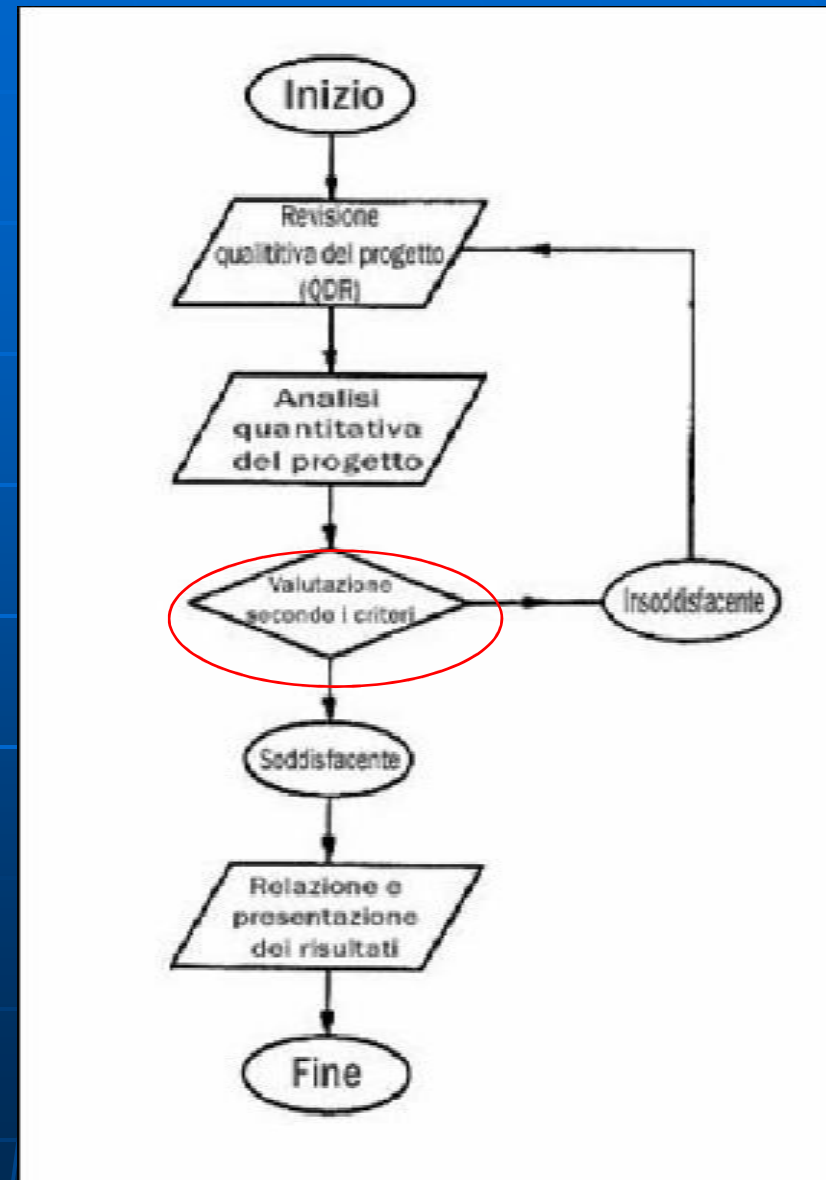 Inizio
Revisione
qualititiva del progetto
(QDR)
Analisi
quantitativa
del progetto
Valutazione
secondo i criteri
Insoddisfacente
Soddisfacente
Relazione e
presentazione
dei risultati
Fine